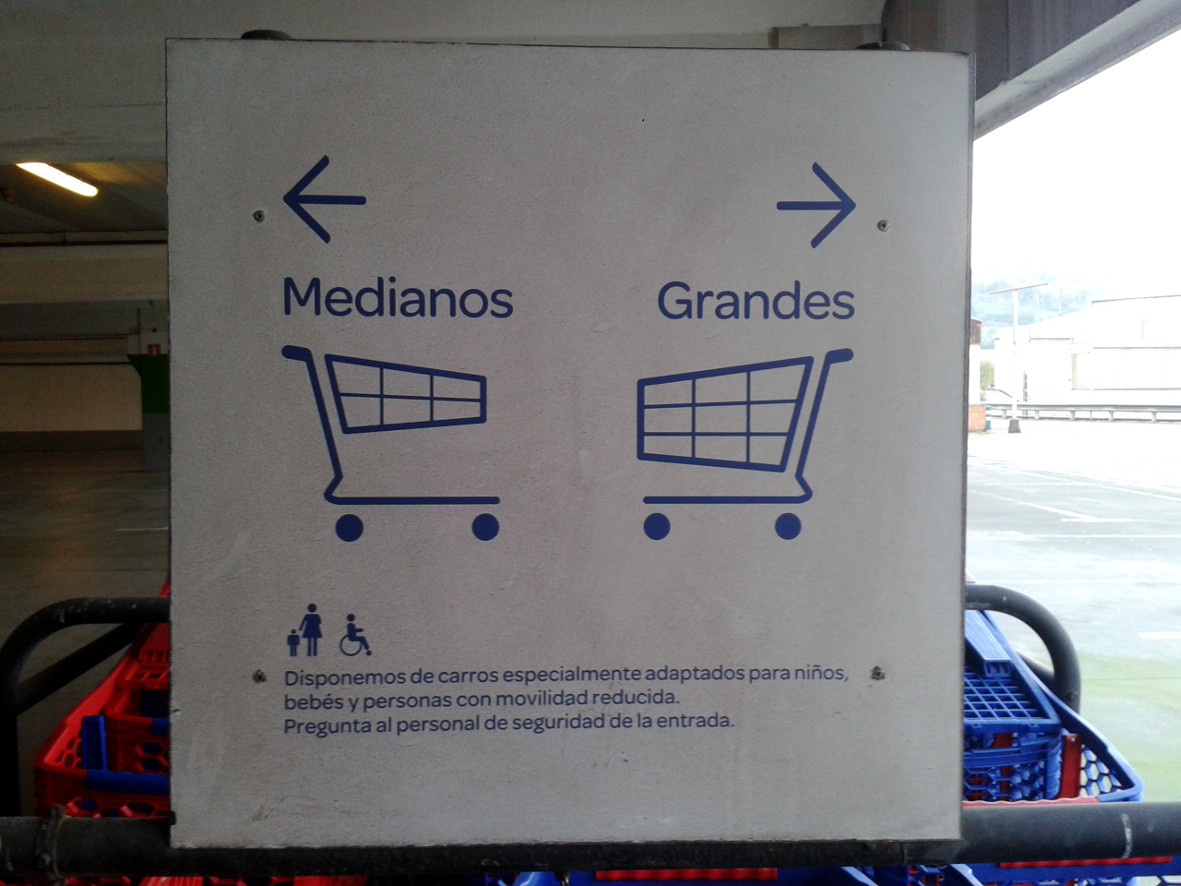 Medianos
Grandes
Disponemos de carros especialmente adaptados para niños,
bebés y personas con movilidad reducida.
Pregunta al personal de seguridad de la entrada.